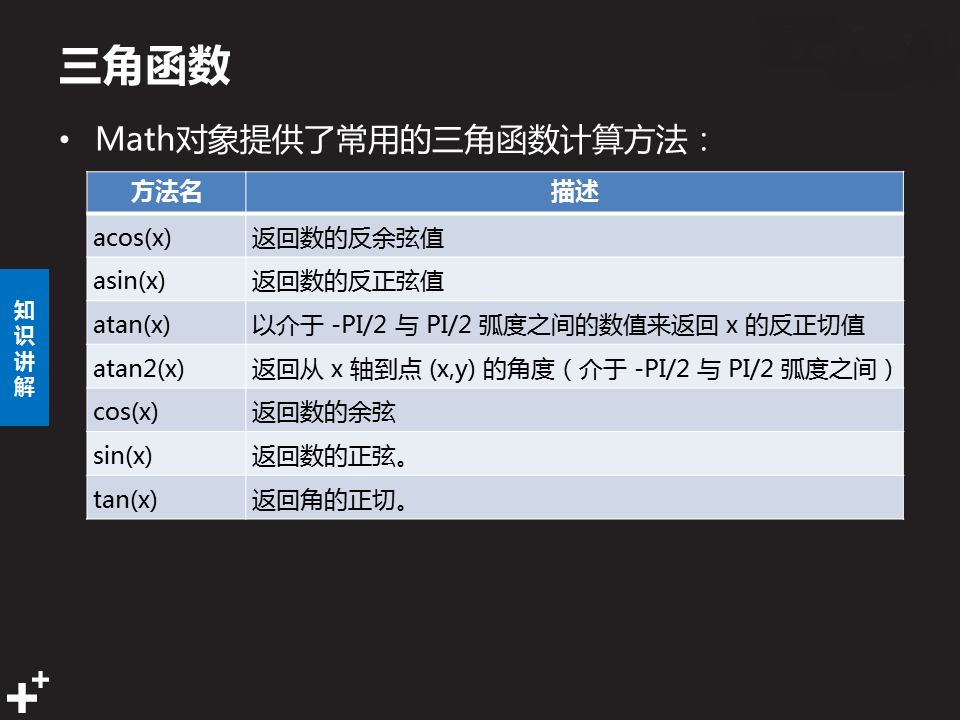 三角函数
• Math对象提供了常用的三角函数计算方法：
方法名 描述
acos(x) 返回数的反余弦值
asin(x) 返回数的反正弦值
atan(x) 以介于 -PI/2 与 PI/2 弧度之间的数值来返回 x 的反正切值
atan2(x) 返回从 x 轴到点 (x,y) 的角度（介于 -PI/2 与 PI/2 弧度之间）
cos(x) 返回数的余弦
sin(x) 返回数的正弦。
tan(x) 返回角的正切。
知
识
讲
解